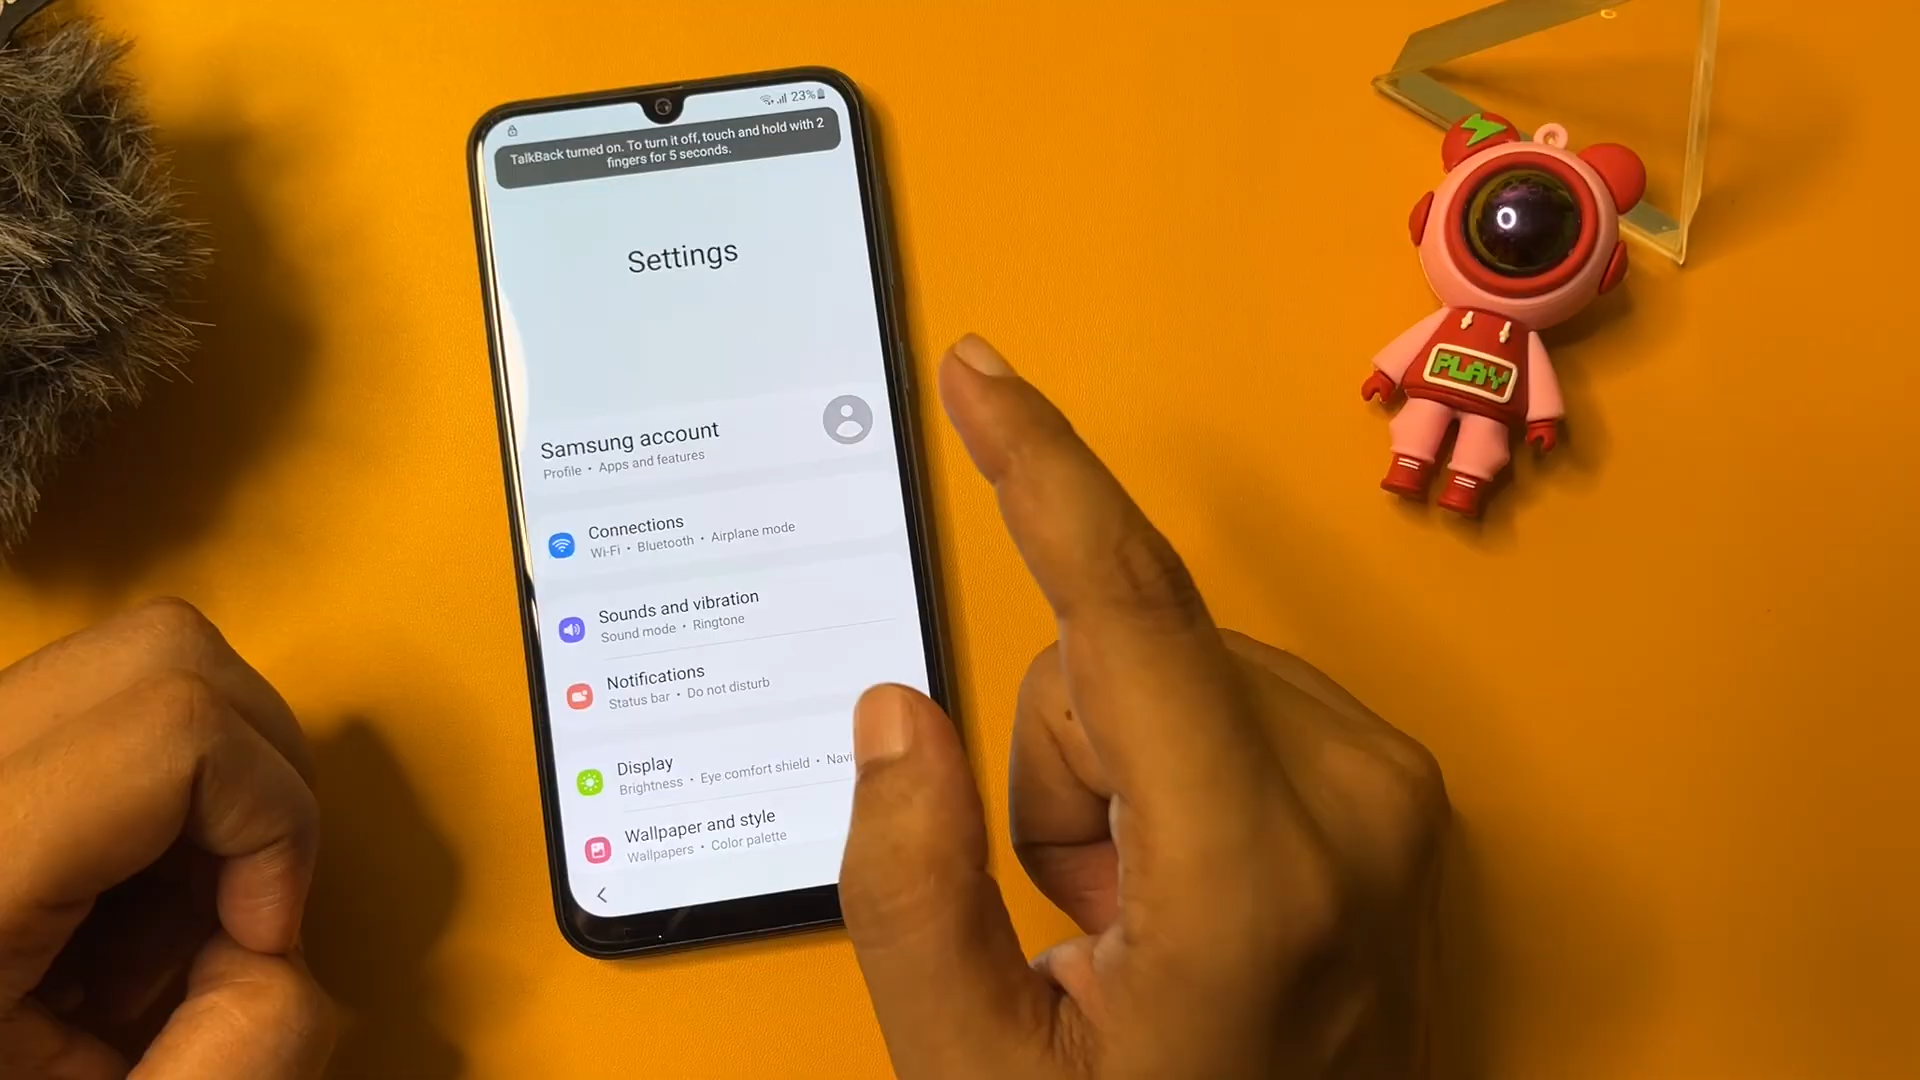 23%
TalkBack turned on. To turn it off, touch and hold with 2
fingers for 5 seconds.
Settings
Samsung account
Profile • Apps and features
Connections
Wi-Fi • Bluetooth • Airplane mode
Sounds and vibration
Sound mode • Ringtone
Notifications
Status bar • Do not disturb
Display
Brightness • Eye comfort shield • Navi
Wallpaper and style
Wallpapers • Color palette
PLAY